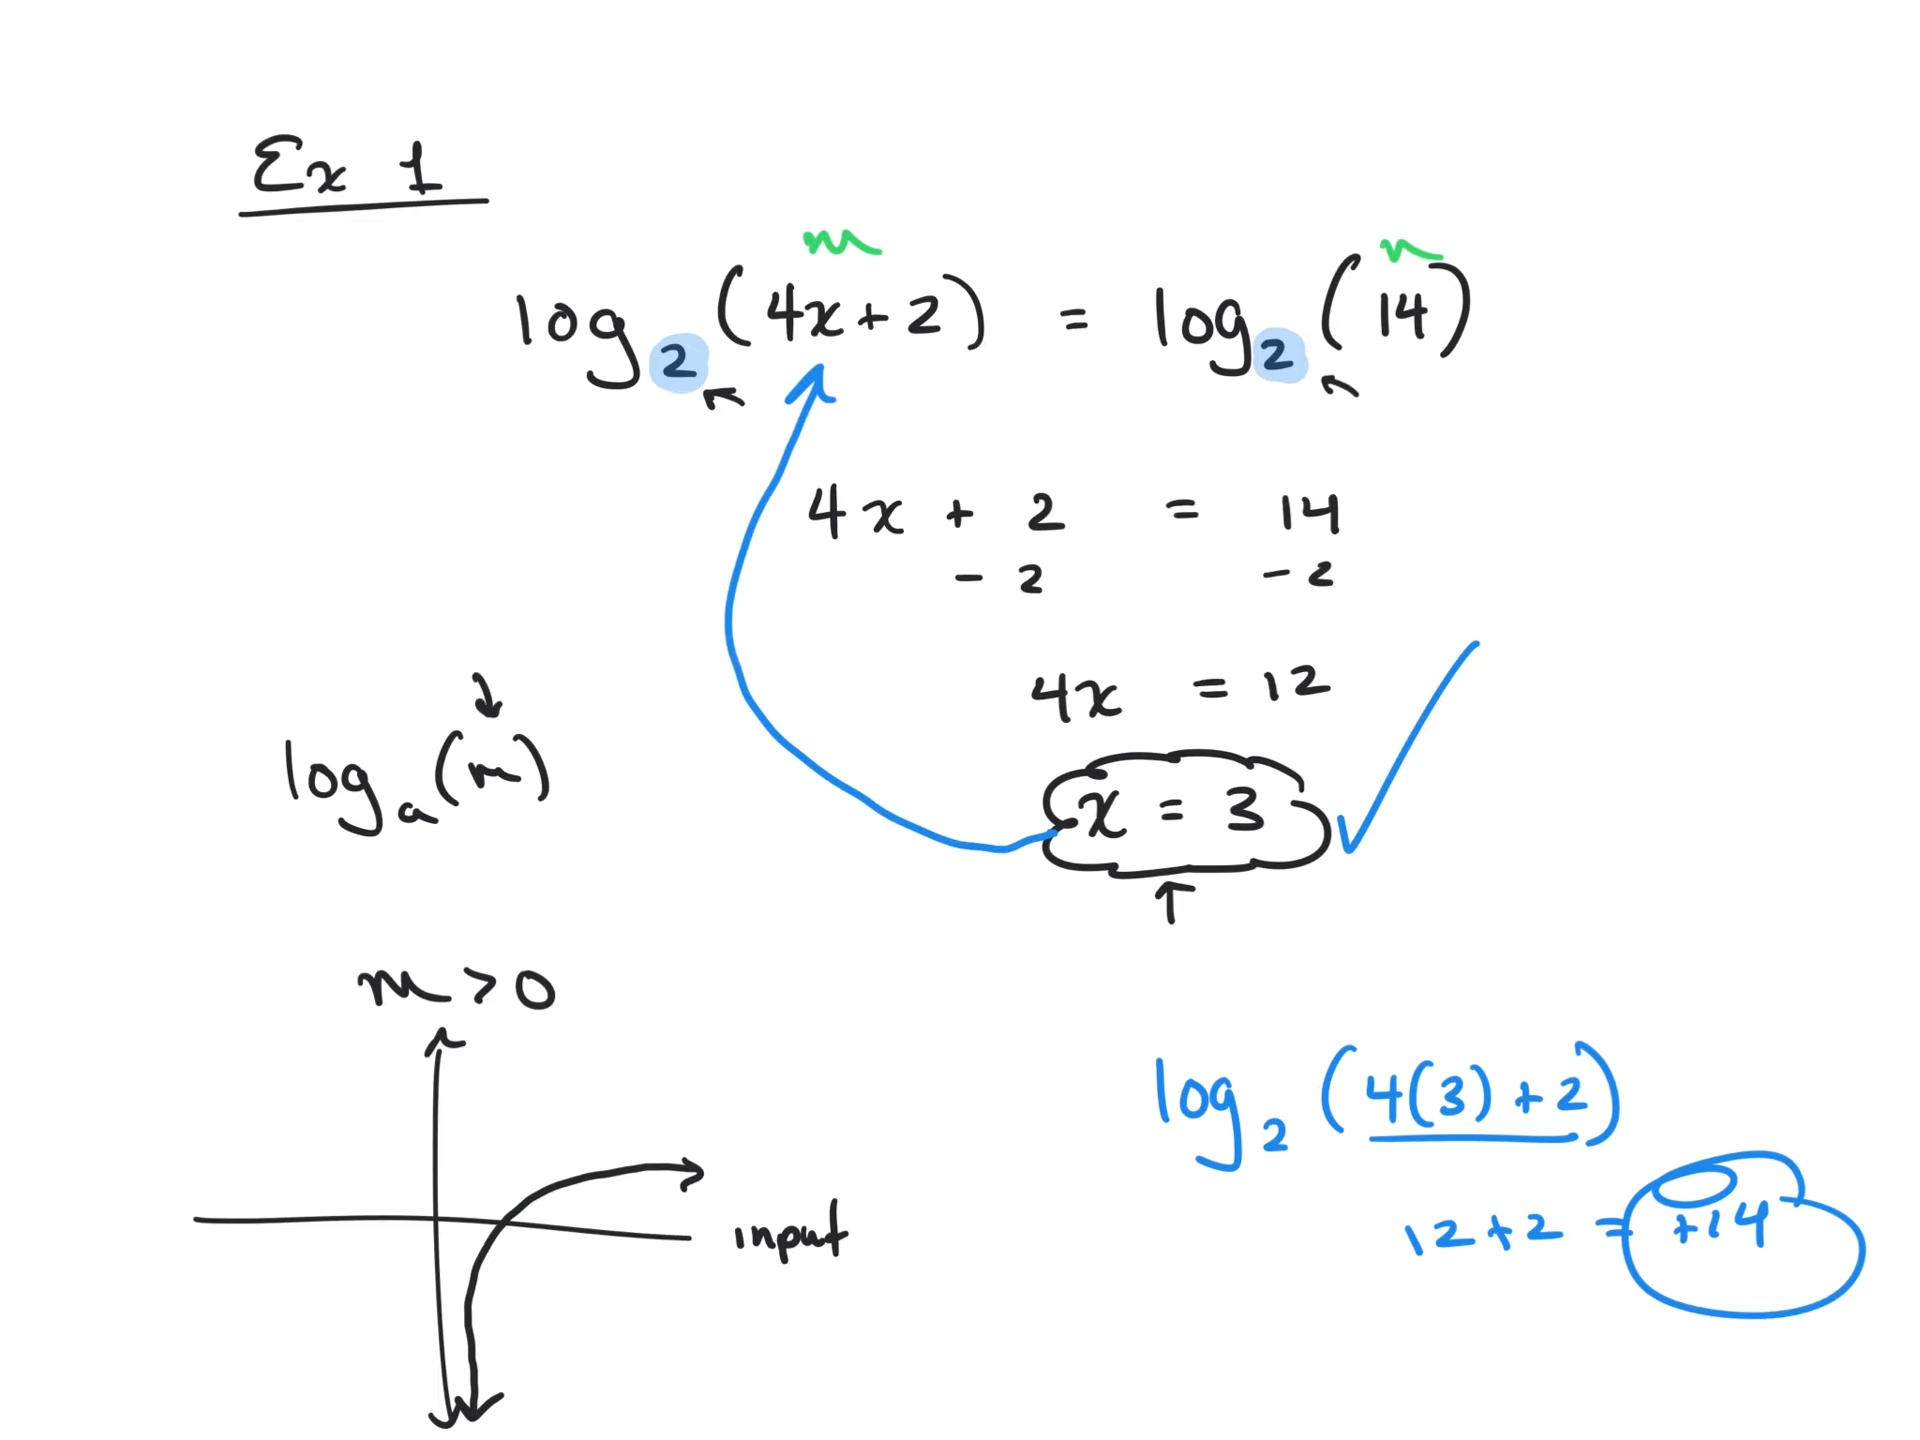 Ex 1
m n
log₂ (4x+2) = log₂ (14)
4x + 2 = 14
- 2 - 2
4x = 12
logₐ (m)
x = 3
m > 0
log₂ (4(3) + 2)
12 + 2 = +14
input